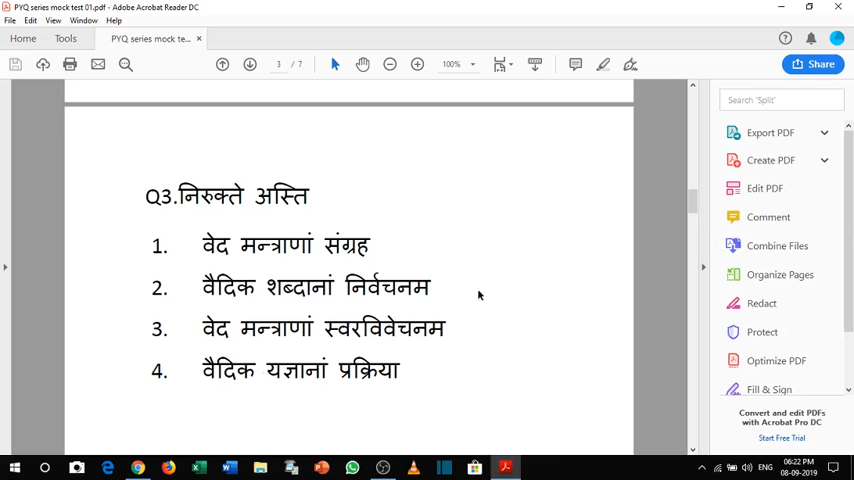 PYQ series mock test 01.pdf - Adobe Acrobat Reader DC
File Edit View Window Help
Home Tools PYQ series mock te... ×
3 / 7 100% Share
Search 'Split'
Export PDF
Create PDF
Edit PDF
Comment
Combine Files
Organize Pages
Redact
Protect
Optimize PDF
Fill & Sign
Convert and edit PDFs
with Acrobat Pro DC
Start Free Trial
Q3.निरुक्ते अस्ति
1. वेद मन्त्राणां संग्रह
2. वैदिक शब्दानां निर्वचनम
3. वेद मन्त्राणां स्वरविवेचनम
4. वैदिक यज्ञानां प्रक्रिया
ENG
06:22 PM
08-09-2019